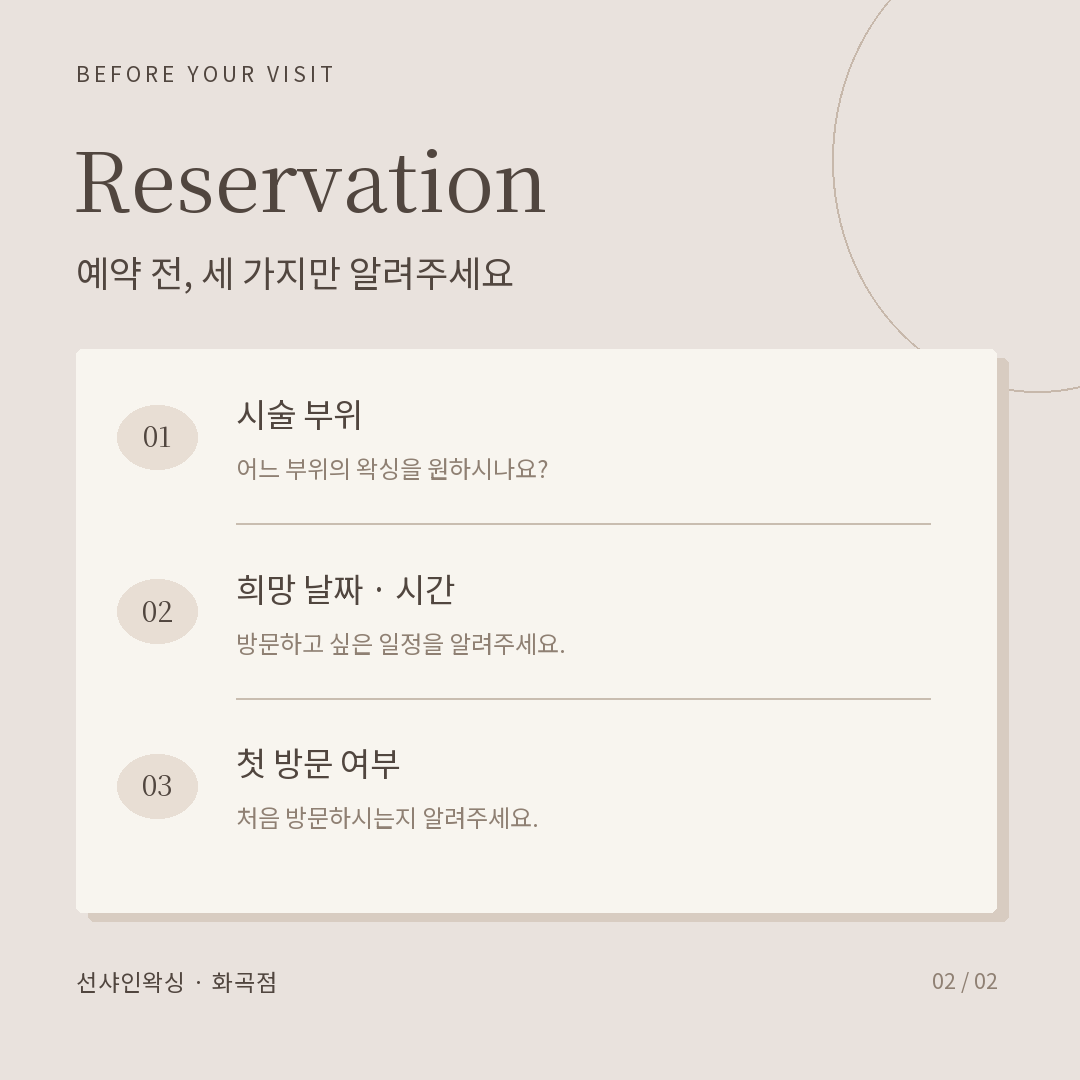 BEFORE YOUR VISIT
Reservation
예약 전, 세 가지만 알려주세요
01
시술 부위
어느 부위의 왁싱을 원하시나요?
02
희망 날짜 · 시간
방문하고 싶은 일정을 알려주세요.
03
첫 방문 여부
처음 방문하시는지 알려주세요.
선샤인왁싱 · 화곡점
02 / 02